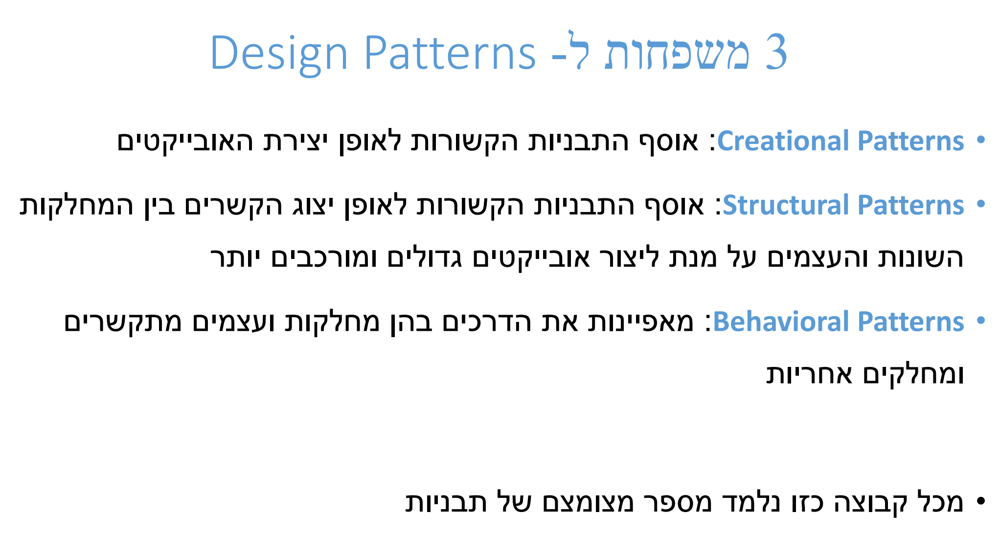 3 משפחות ל- Design Patterns
• Creational Patterns: אוסף התבניות הקשורות לאופן יצירת האובייקטים
• Structural Patterns: אוסף התבניות הקשורות לאופן יצוג הקשרים בין המחלקות
השונות והעצמים על מנת ליצור אובייקטים גדולים ומורכבים יותר
• Behavioral Patterns: מאפיינות את הדרכים בהן מחלקות ועצמים מתקשרים
ומחלקים אחריות
• מכל קבוצה כזו נלמד מספר מצומצם של תבניות